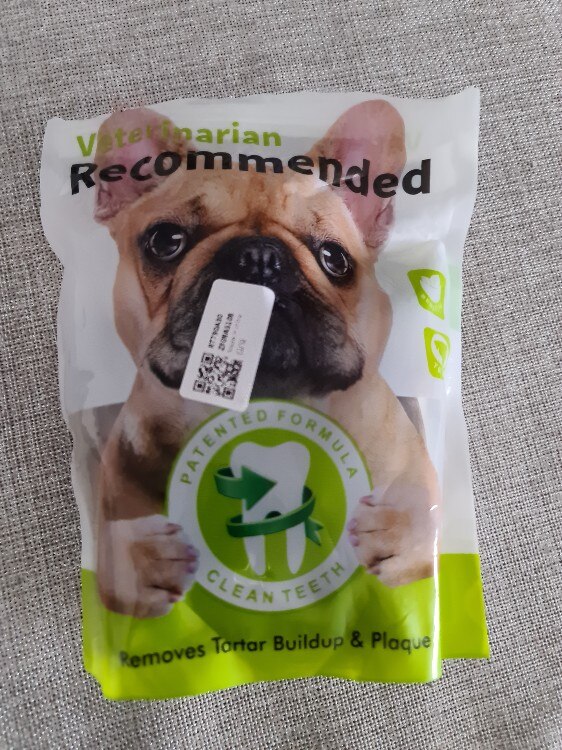 Veterinarian
Recommended
PATENTED FORMULA
CLEAN TEETH
Removes Tartar Buildup & Plaque